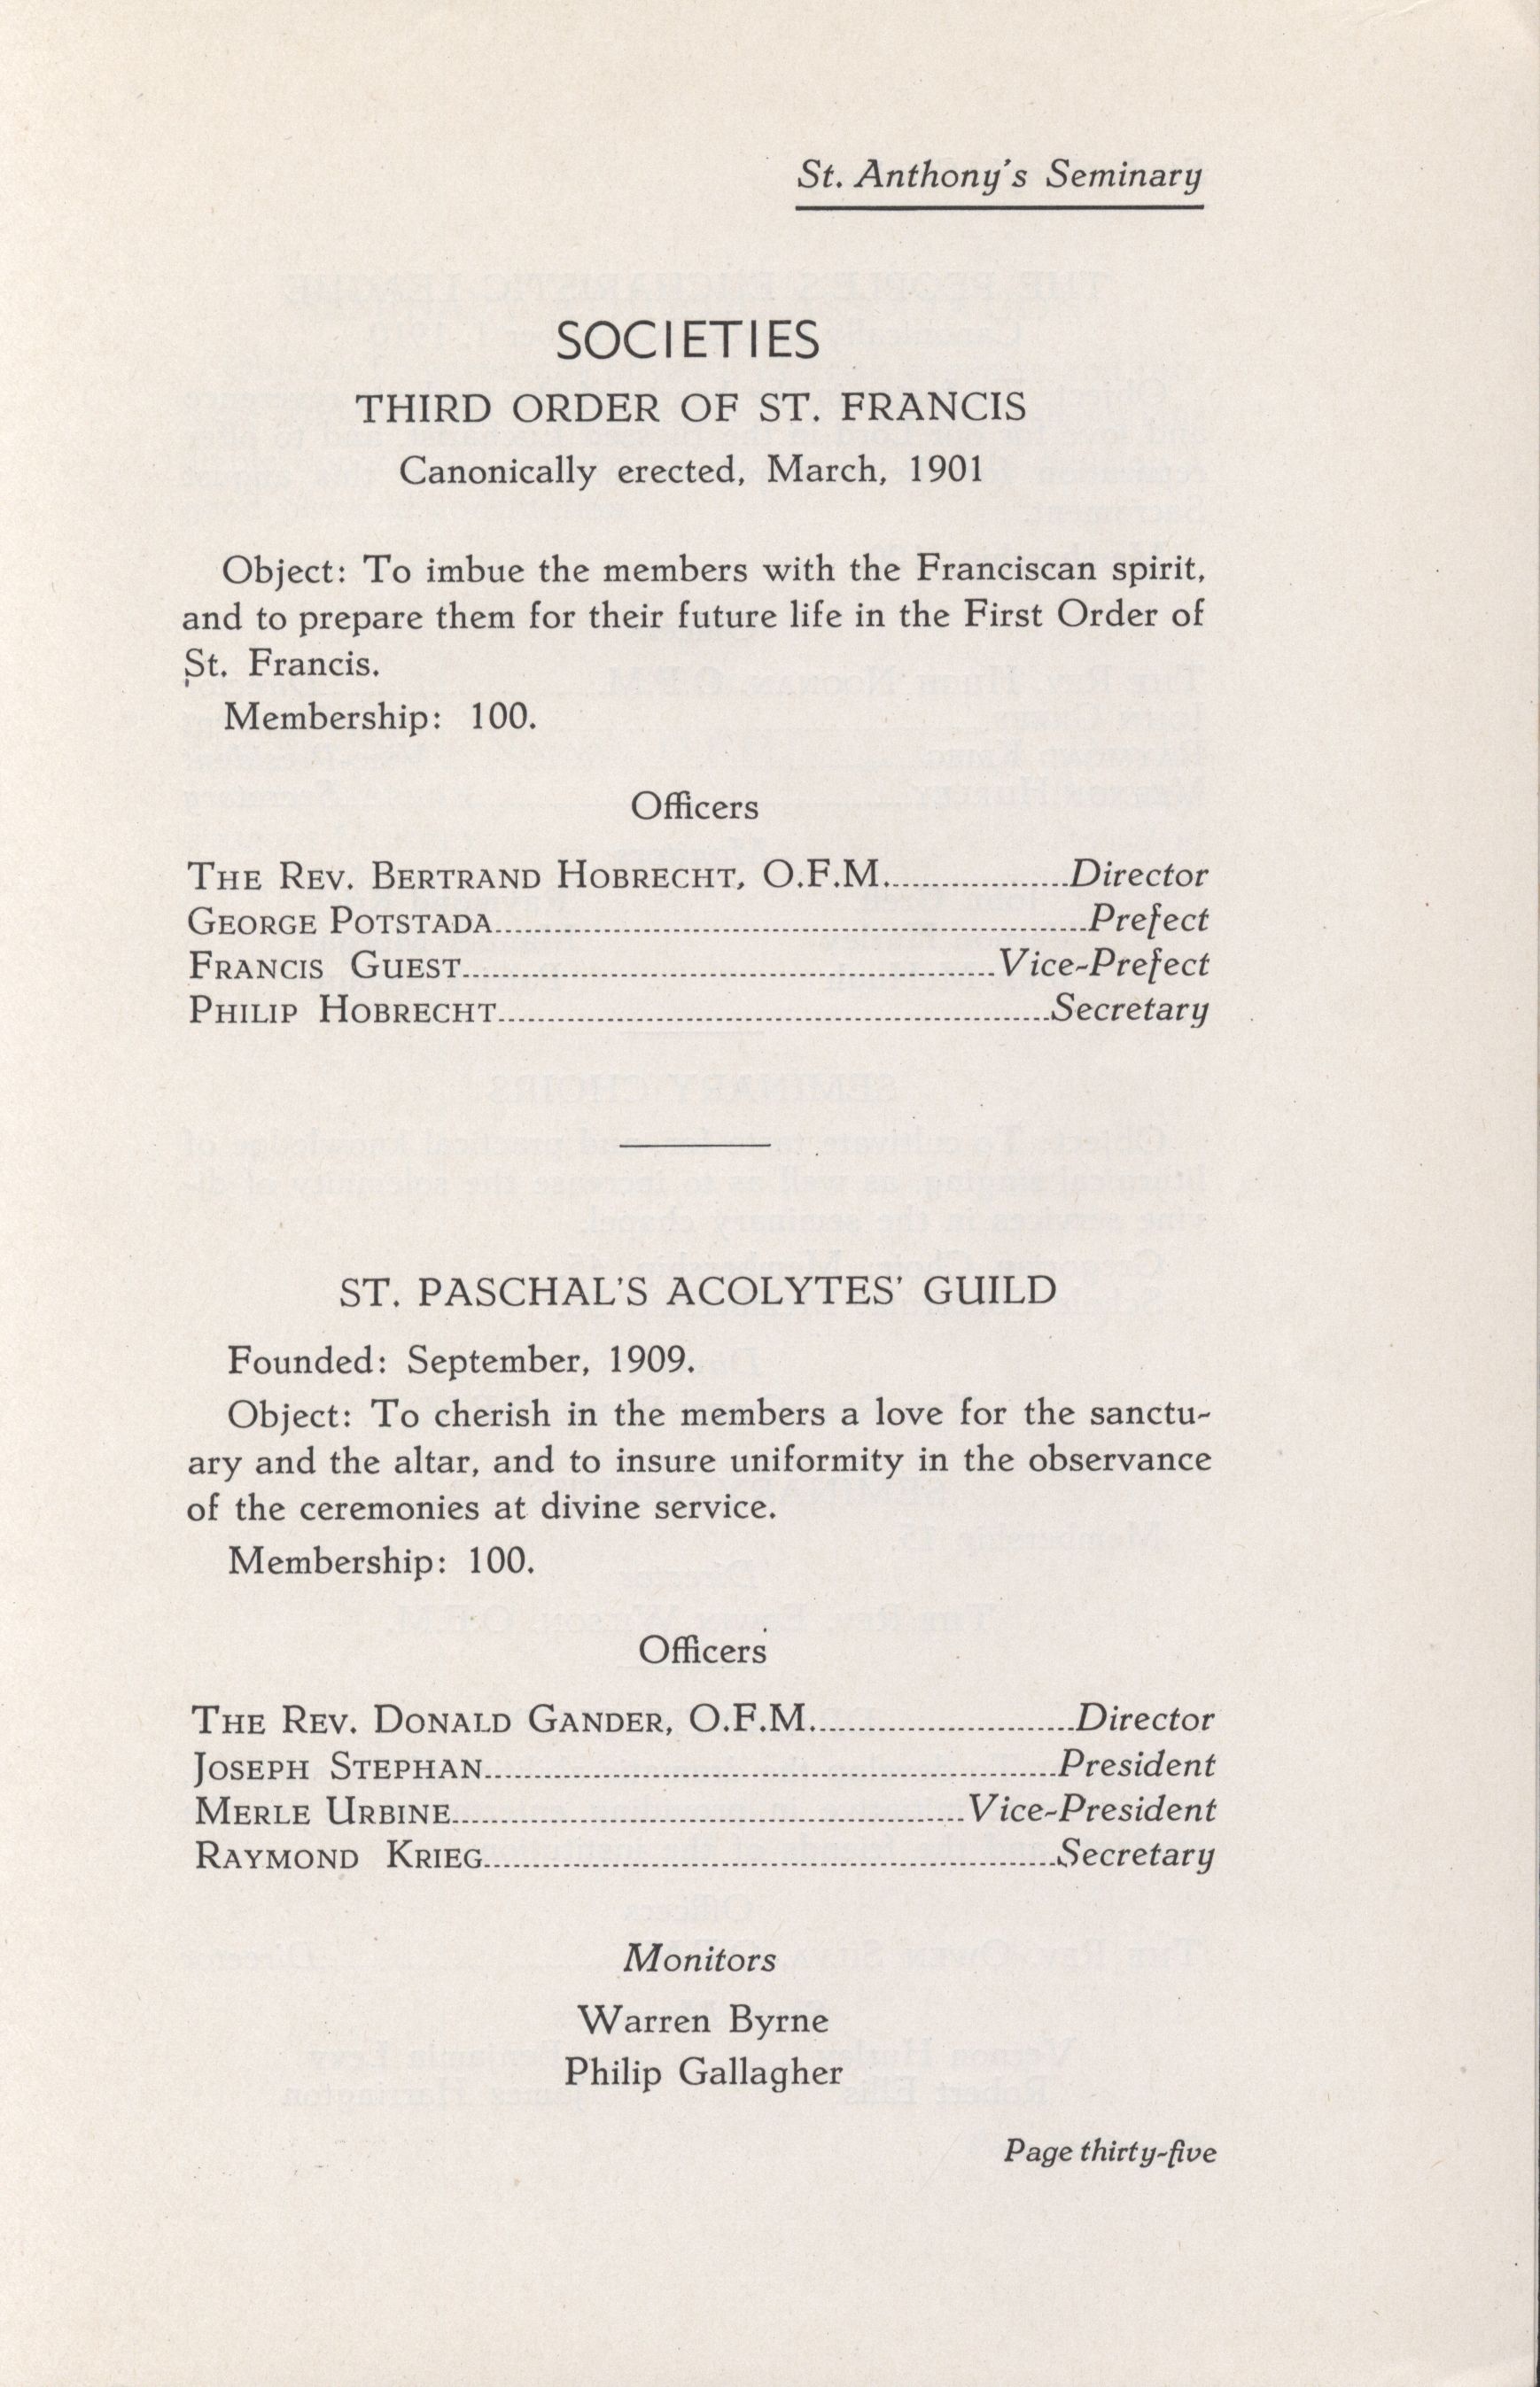 St. Anthony's Seminary
SOCIETIES
THIRD ORDER OF ST. FRANCIS
Canonically erected, March, 1901
Object: To imbue the members with the Franciscan spirit,
and to prepare them for their future life in the First Order of
St. Francis.
Membership: 100.
Officers
THE REV. BERTRAND HOBRECHT, O.F.M....................Director
GEORGE POTSTADA............................................................Prefect
FRANCIS GUEST......................................................Vice-Prefect
PHILIP HOBRECHT........................................................Secretary
ST. PASCHAL'S ACOLYTES' GUILD
Founded: September, 1909.
Object: To cherish in the members a love for the sanctu-
ary and the altar, and to insure uniformity in the observance
of the ceremonies at divine service.
Membership: 100.
Officers
THE REV. DONALD GANDER, O.F.M...........................Director
JOSEPH STEPHAN..........................................................President
MERLE URBINE....................................................Vice-President
RAYMOND KRIEG..........................................................Secretary
Monitors
Warren Byrne
Philip Gallagher
Page thirty-five